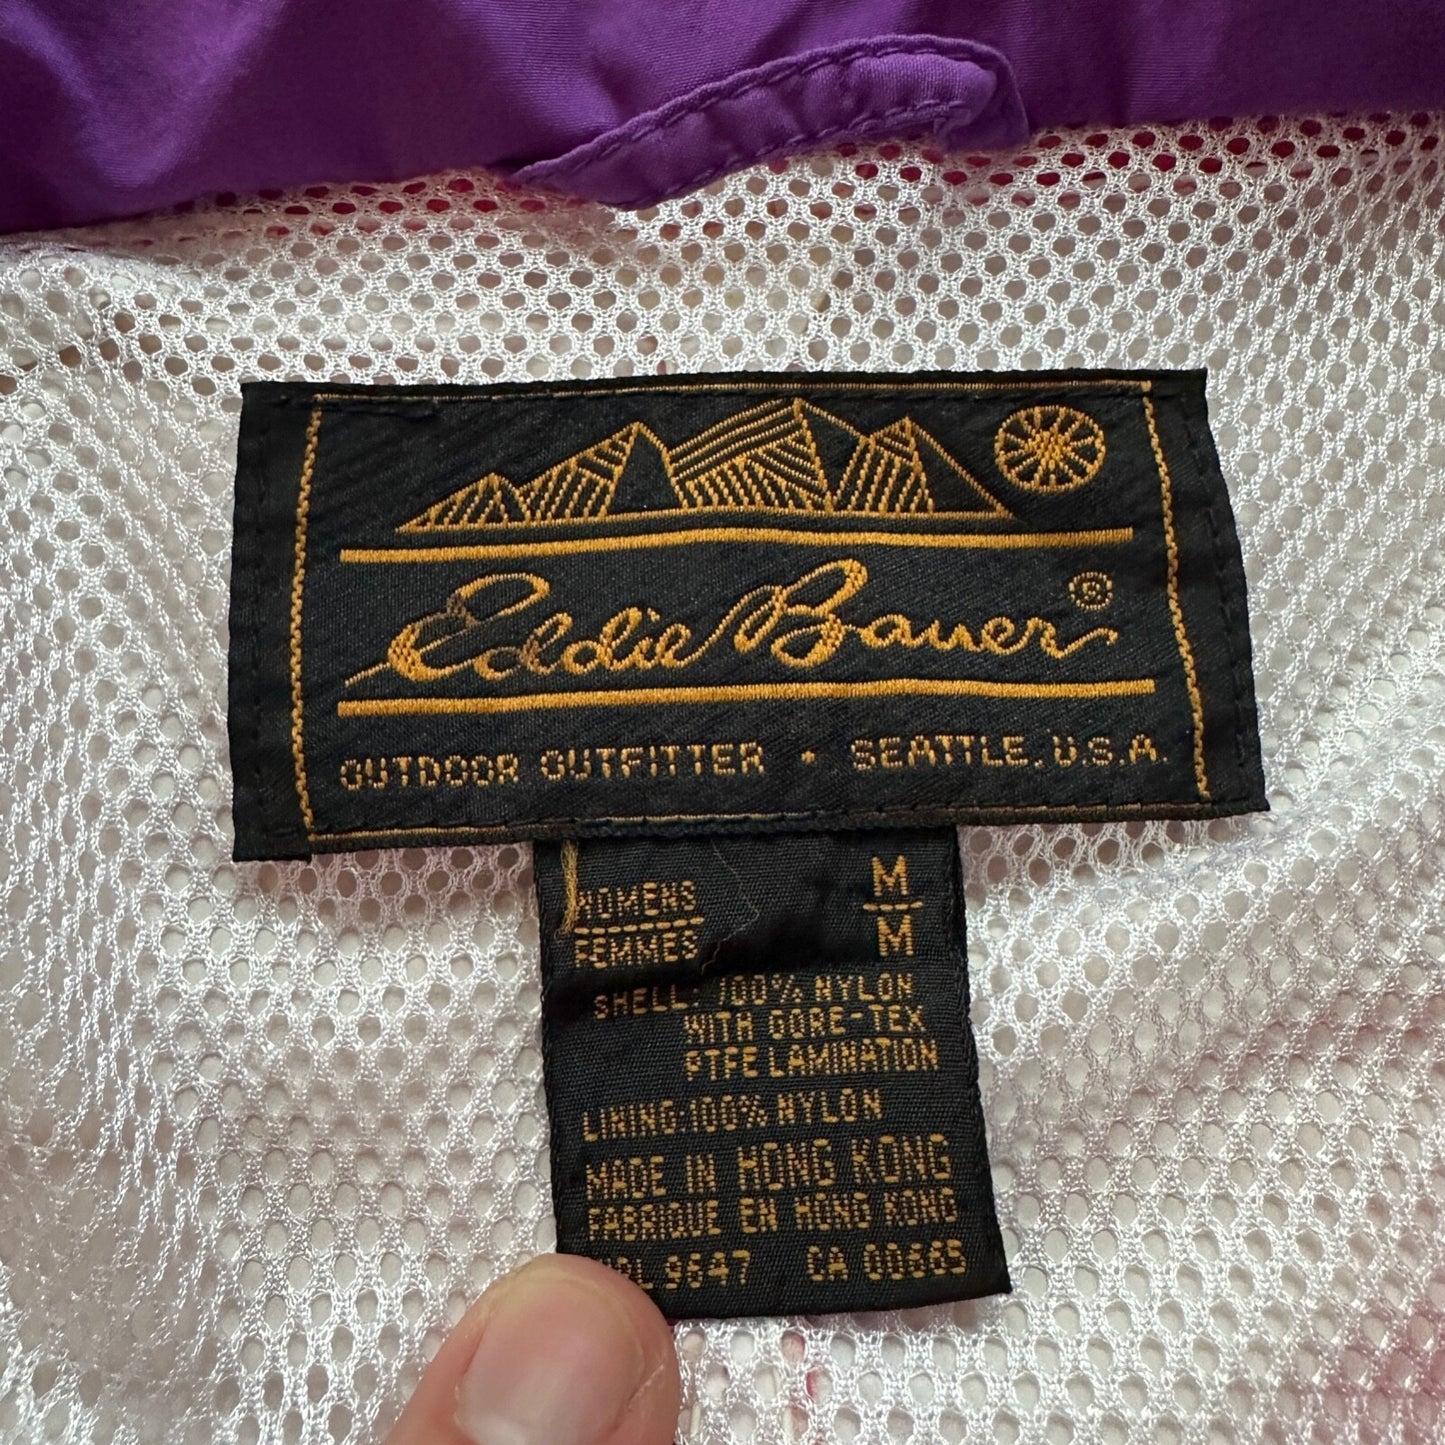 Eddie Bauer®
OUTDOOR OUTFITTER • SEATTLE, U.S.A.
WOMENS M
FEMMES M
SHELL: 100% NYLON
WITH GORE-TEX
PTFE LAMINATION
LINING: 100% NYLON
MADE IN HONG KONG
FABRIQUE EN HONG KONG
9647 CA 00665